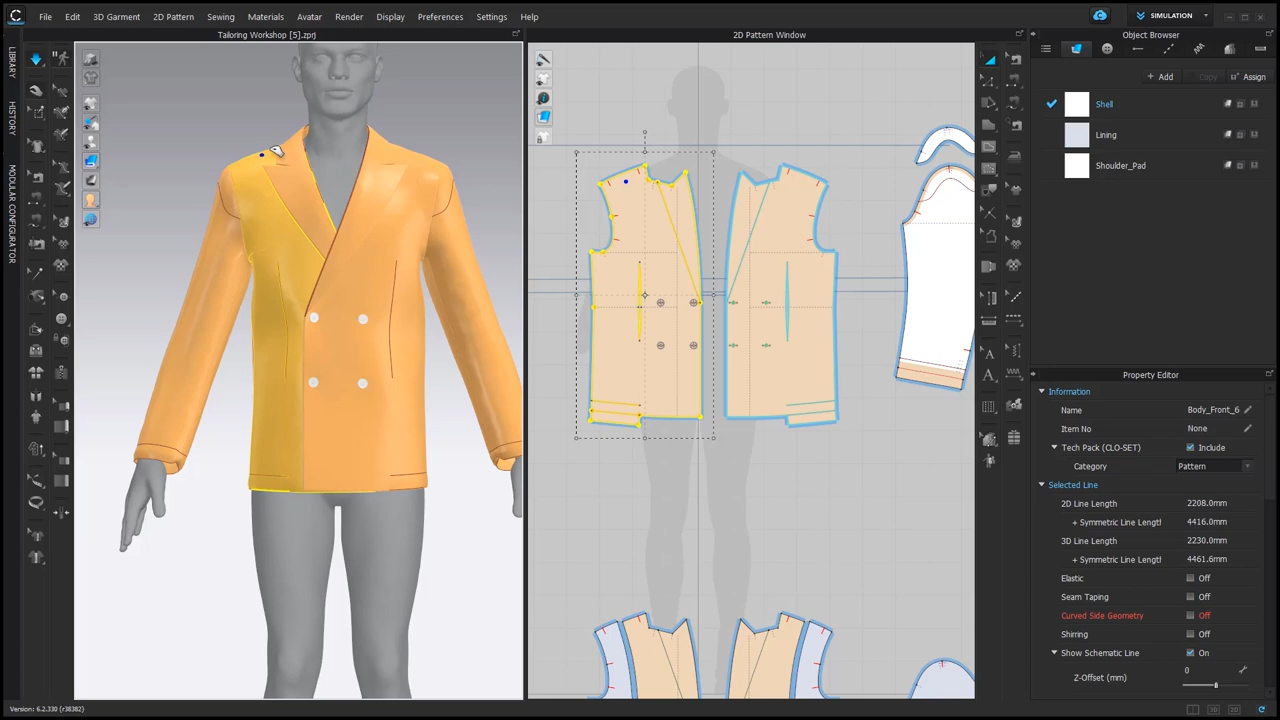 File Edit 3D Garment 2D Pattern Sewing Materials Avatar Render Display Preferences Settings Help SIMULATION
Tailoring Workshop [5].zprj
2D Pattern Window
Object Browser
LIBRARY
HISTORY
MODULAR CONFIGURATOR
+ Add Copy Assign
Shell
Lining
Shoulder_Pad
Property Editor
Information
Name Body_Front_6
Item No None
Tech Pack (CLO-SET) Include
Category Pattern
Selected Line
2D Line Length 2208.0mm
+ Symmetric Line Lengtl 4416.0mm
3D Line Length 2230.0mm
+ Symmetric Line Lengtl 4461.6mm
Elastic Off
Seam Taping Off
Curved Side Geometry Off
Shirring Off
Show Schematic Line On
Z-Offset (mm) 0
Version: 6.2.330 (r38382)
3D 2D